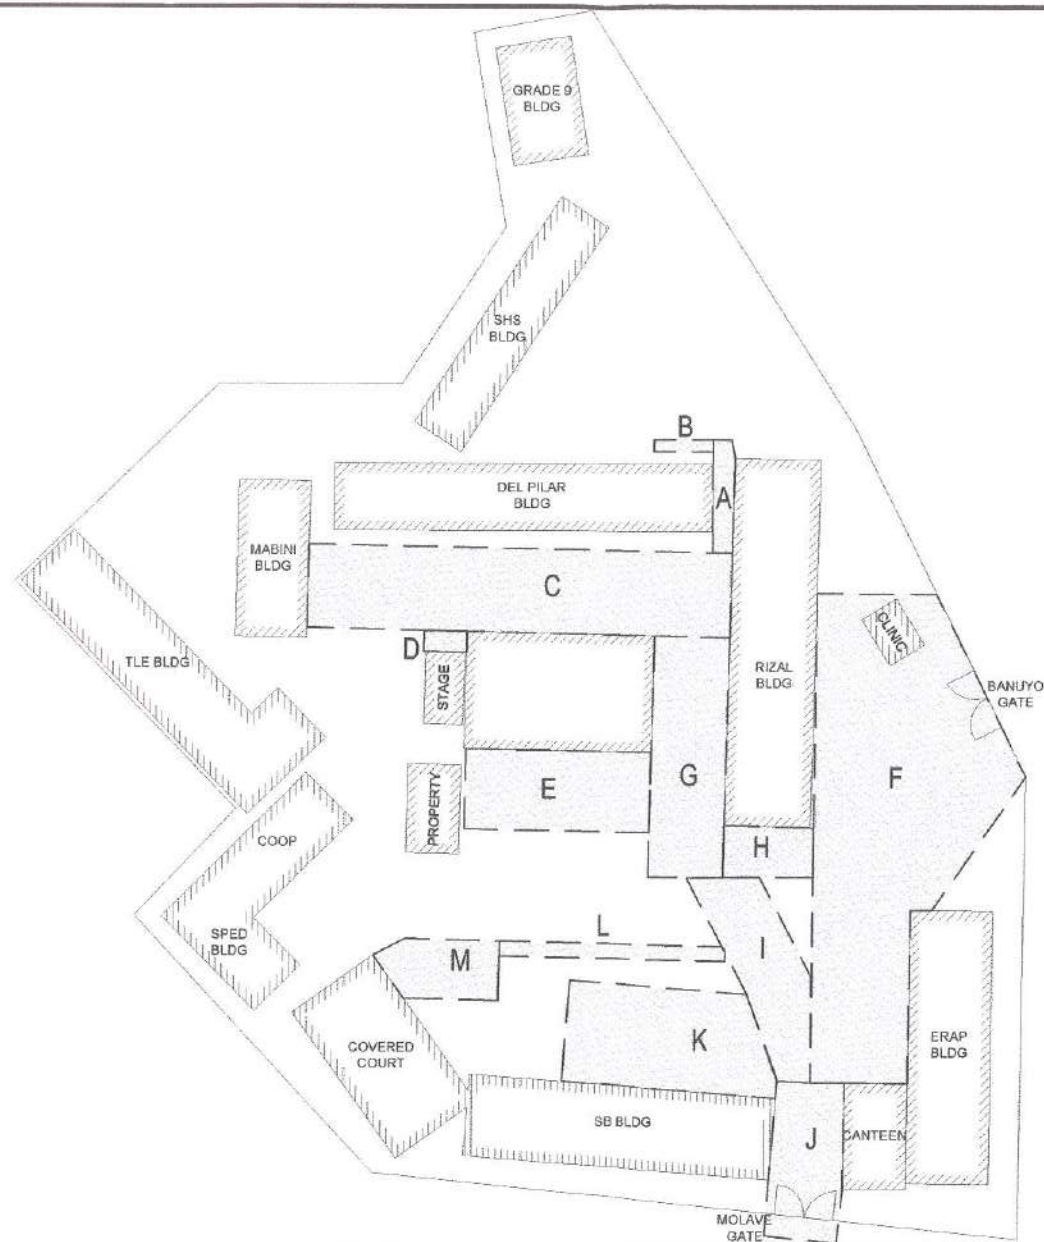 GRADE 9
BLDG
SHS
BLDG
B
A
DEL PILAR
BLDG
MABINI
BLDG
C
CLINIC
D
STAGE
TLE BLDG
RIZAL
BLDG
BANUYO
GATE
PROPERTY
E
G
F
COOP
H
SPED
BLDG
L
M
I
K
ERAP
BLDG
COVERED
COURT
SB BLDG
J
CANTEEN
MOLAVE
GATE